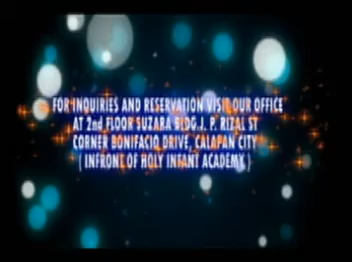 FOR INQUIRIES AND RESERVATION VISIT OUR OFFICE
AT 2nd FLOOR SUZARA BLDG.J. P. RIZAL ST
CORNER BONIFACIO DRIVE, CALAPAN CITY
( INFRONE OF HOLY INFANT ACADEMY )